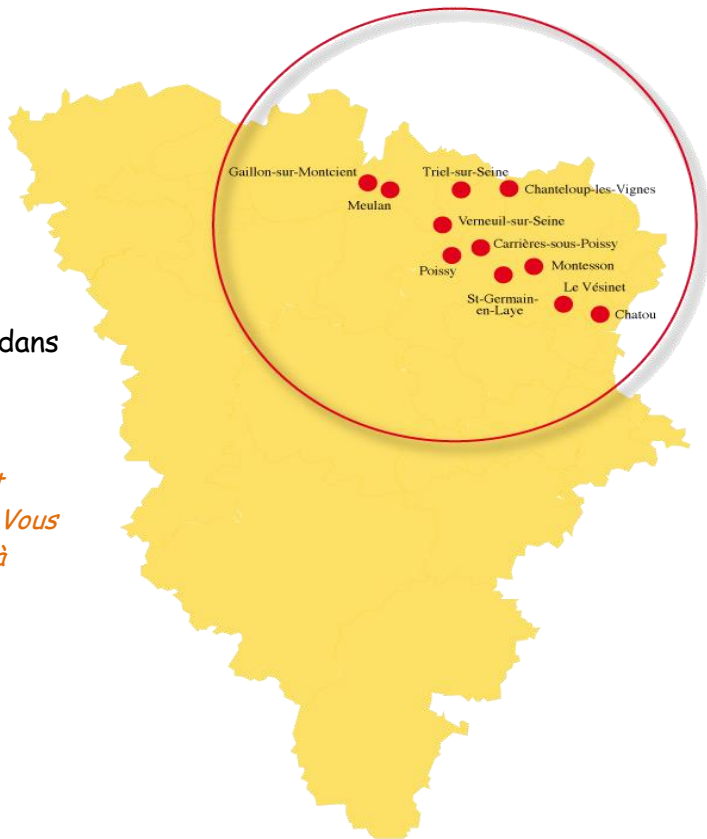 Gaillon-sur-Montcient
Triel-sur-Seine
Chanteloup-les-Vignes
Meulan
Verneuil-sur-Seine
Carrières-sous-Poissy
Poissy
Montesson
St-Germain-
en-Laye
Le Vésinet
Chatou
dans
Vous
à